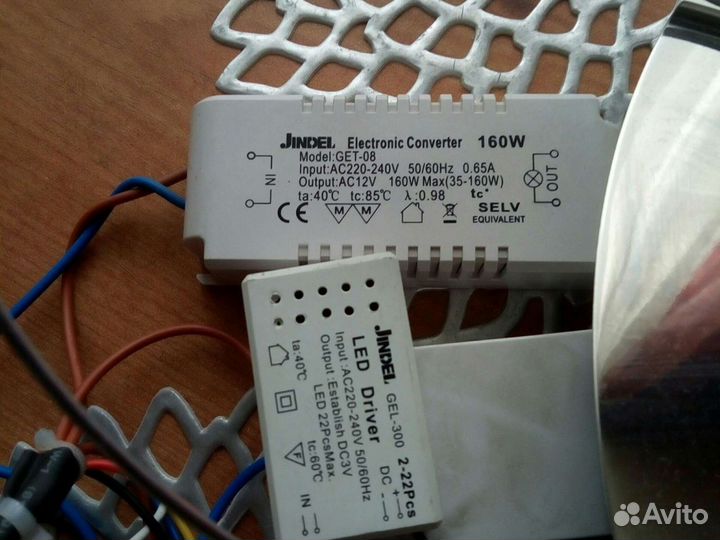 JINDEL Electronic Converter 160W
Model:GET-08
Input:AC220-240V 50/60Hz 0.65A
Output:AC12V 160W Max(35-160W)
ta:40℃ tc:85℃ λ:0.98 tc
IN
OUT
CE M M SELV
EQUIVALENT
JINDEL GEL-300 2-22Pcs
LED Driver
Input:AC220-240V 50/60Hz
Output:Establish DC3V
LED 22PcsMax.
ta:40℃ tc:60℃
F
DC
+
-
IN
Avito